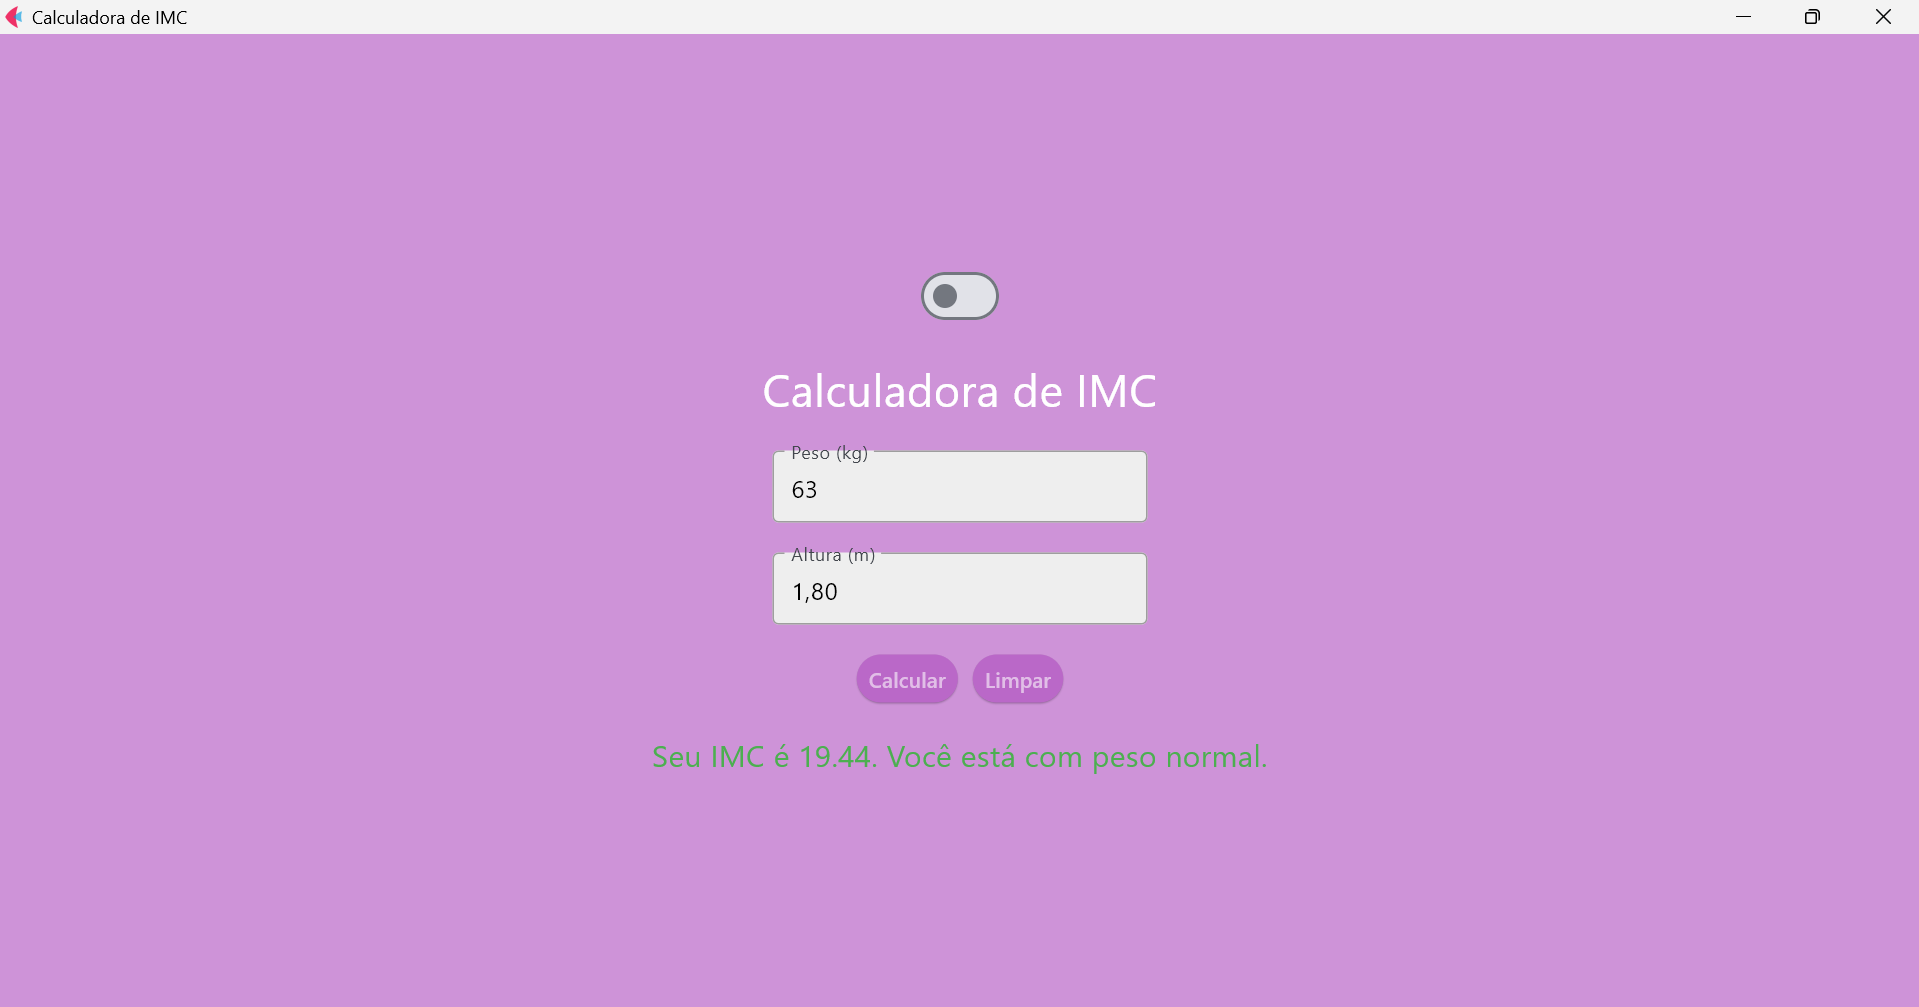 Calculadora de IMC
Calculadora de IMC
Peso (kg)
63
Altura (m)
1,80
Calcular Limpar
Seu IMC é 19.44. Você está com peso normal.